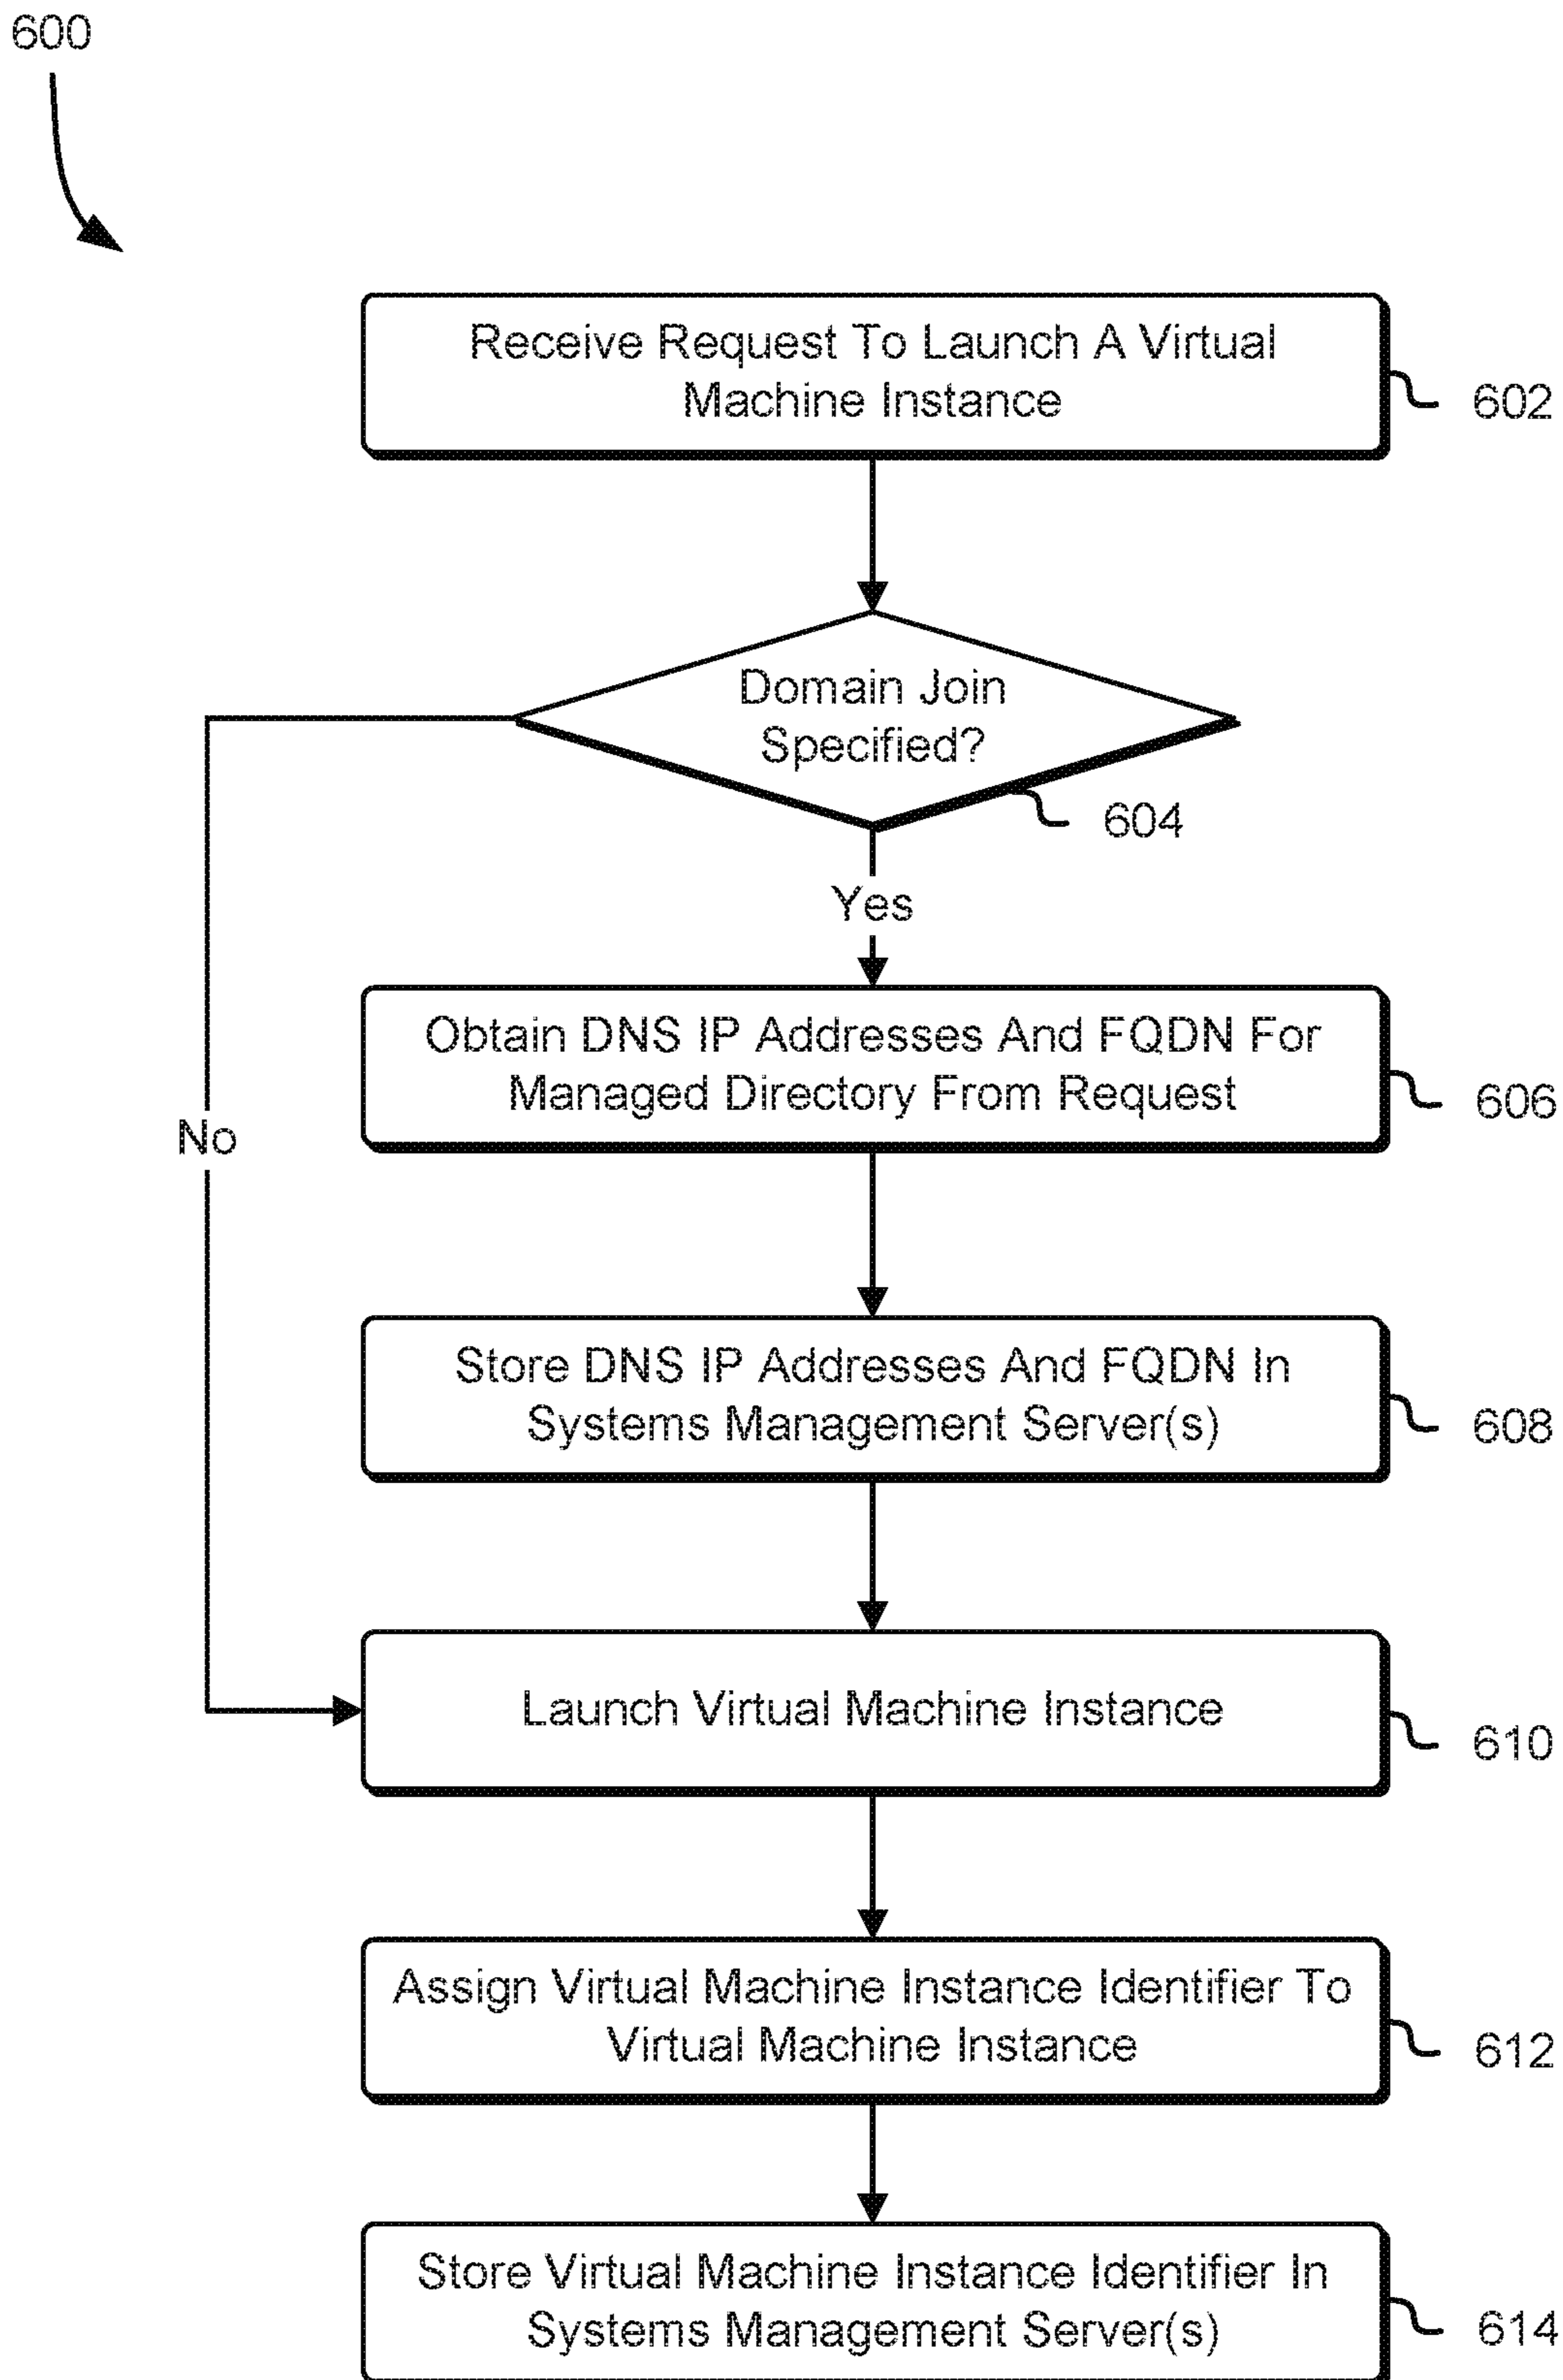 600
Receive Request To Launch A Virtual
Machine Instance
602
Domain Join
Specified?
604
Yes
Obtain DNS IP Addresses And FQDN For
Managed Directory From Request
606
No
Store DNS IP Addresses And FQDN In
Systems Management Server(s)
608
Launch Virtual Machine Instance
610
Assign Virtual Machine Instance Identifier To
Virtual Machine Instance
612
Store Virtual Machine Instance Identifier In
Systems Management Server(s)
614